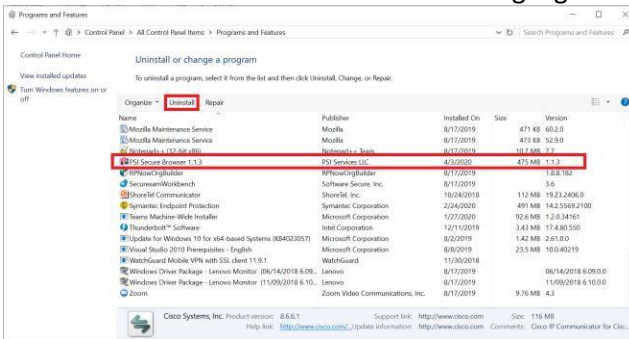 Programs and Features
Control Panel > All Control Panel Items > Programs and Features
Search Programs and Features
Control Panel Home
View installed updates
Turn Windows features on or off
Uninstall or change a program
To uninstall a program, select it from the list and then click Uninstall, Change, or Repair.
Organize Uninstall Repair
Name Publisher Installed On Size Version
Mozilla Maintenance Service Mozilla 8/17/2019 471 KB 60.2.0
Mozilla Maintenance Service Mozilla 8/17/2019 473 KB 52.9.0
Notepad++ (32-bit x86) Notepad++ Team 8/17/2019 10.7 MB 7.7
PSI Secure Browser 1.1.3 PSI Services LLC 4/3/2020 475 MB 1.1.3
RPNowOrgBuilder RPNowOrgBuilder 8/17/2019 1.8.8.182
SecurexamWorkbench Software Secure, Inc. 8/17/2019 3.6
ShoreTel Communicator ShoreTel, Inc. 10/24/2018 112 MB 19.23.2406.0
Symantec Endpoint Protection Symantec Corporation 2/24/2020 491 MB 14.2.5569.2100
Teams Machine-Wide Installer Microsoft Corporation 1/27/2020 92.6 MB 1.2.0.34161
Thunderbolt™ Software Intel Corporation 12/11/2019 3.43 MB 17.4.80.550
Update for Windows 10 for x64-based Systems (KB4023057) Microsoft Corporation 8/2/2019 1.42 MB 2.61.0.0
Visual Studio 2010 Prerequisites - English Microsoft Corporation 8/8/2019 23.5 MB 10.0.40219
WatchGuard Mobile VPN with SSL client 11.9.1 WatchGuard 11/30/2018
Windows Driver Package - Lenovo Monitor (06/14/2018 6.09... Lenovo 8/17/2019 06/14/2018 6.09.0.0
Windows Driver Package - Lenovo Monitor (11/09/2018 6.10... Lenovo 8/17/2019 11/09/2018 6.10.0.0
Zoom Zoom Video Communications, Inc. 8/17/2019 9.76 MB 4.3
Cisco Systems, Inc. Product version: 8.6.6.1 Support link: http://www.cisco.com Size: 116 MB
Help link: http://www.cisco.com/... Update information: http://www.cisco.com Comments: Cisco IP Communicator for Cisc...